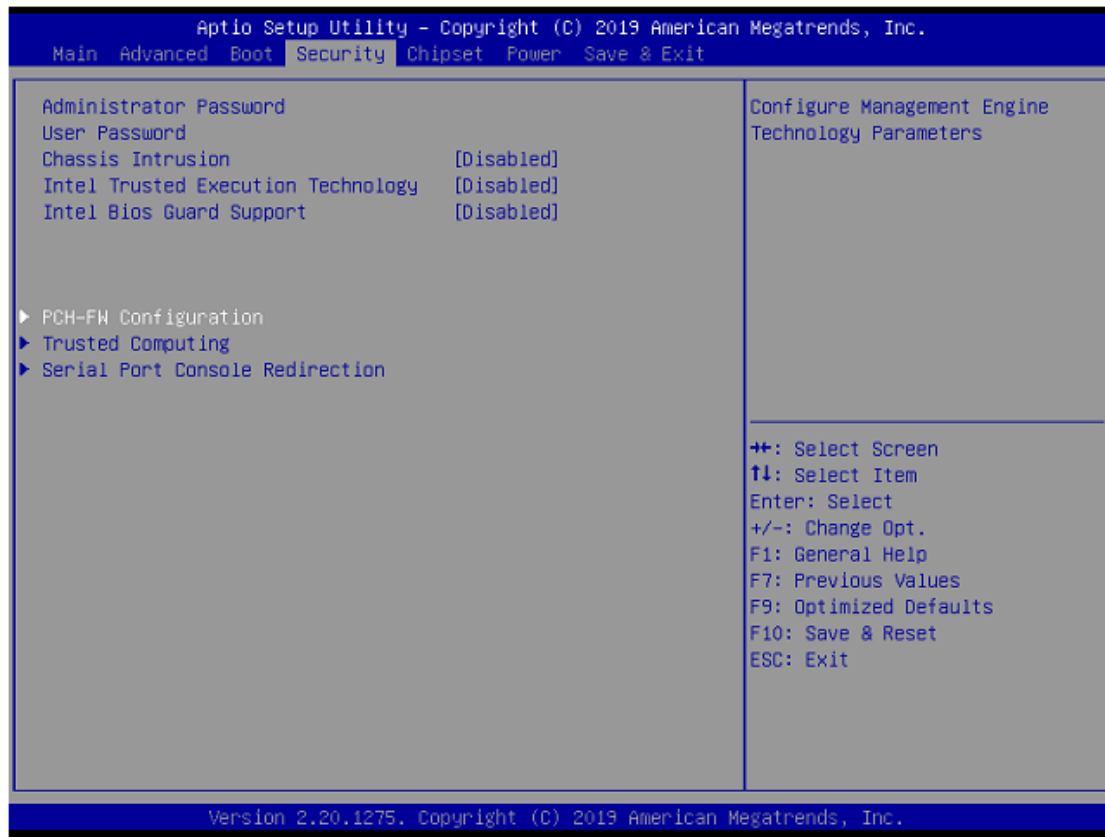 Aptio Setup Utility – Copyright (C) 2019 American Megatrends, Inc.
Main Advanced Boot Security Chipset Power Save & Exit
Administrator Password
User Password
Chassis Intrusion [Disabled]
Intel Trusted Execution Technology [Disabled]
Intel Bios Guard Support [Disabled]
▶ PCH-FW Configuration
▶ Trusted Computing
▶ Serial Port Console Redirection
Configure Management Engine
Technology Parameters
→←: Select Screen
↑↓: Select Item
Enter: Select
+/-: Change Opt.
F1: General Help
F7: Previous Values
F9: Optimized Defaults
F10: Save & Reset
ESC: Exit
Version 2.20.1275. Copyright (C) 2019 American Megatrends, Inc.